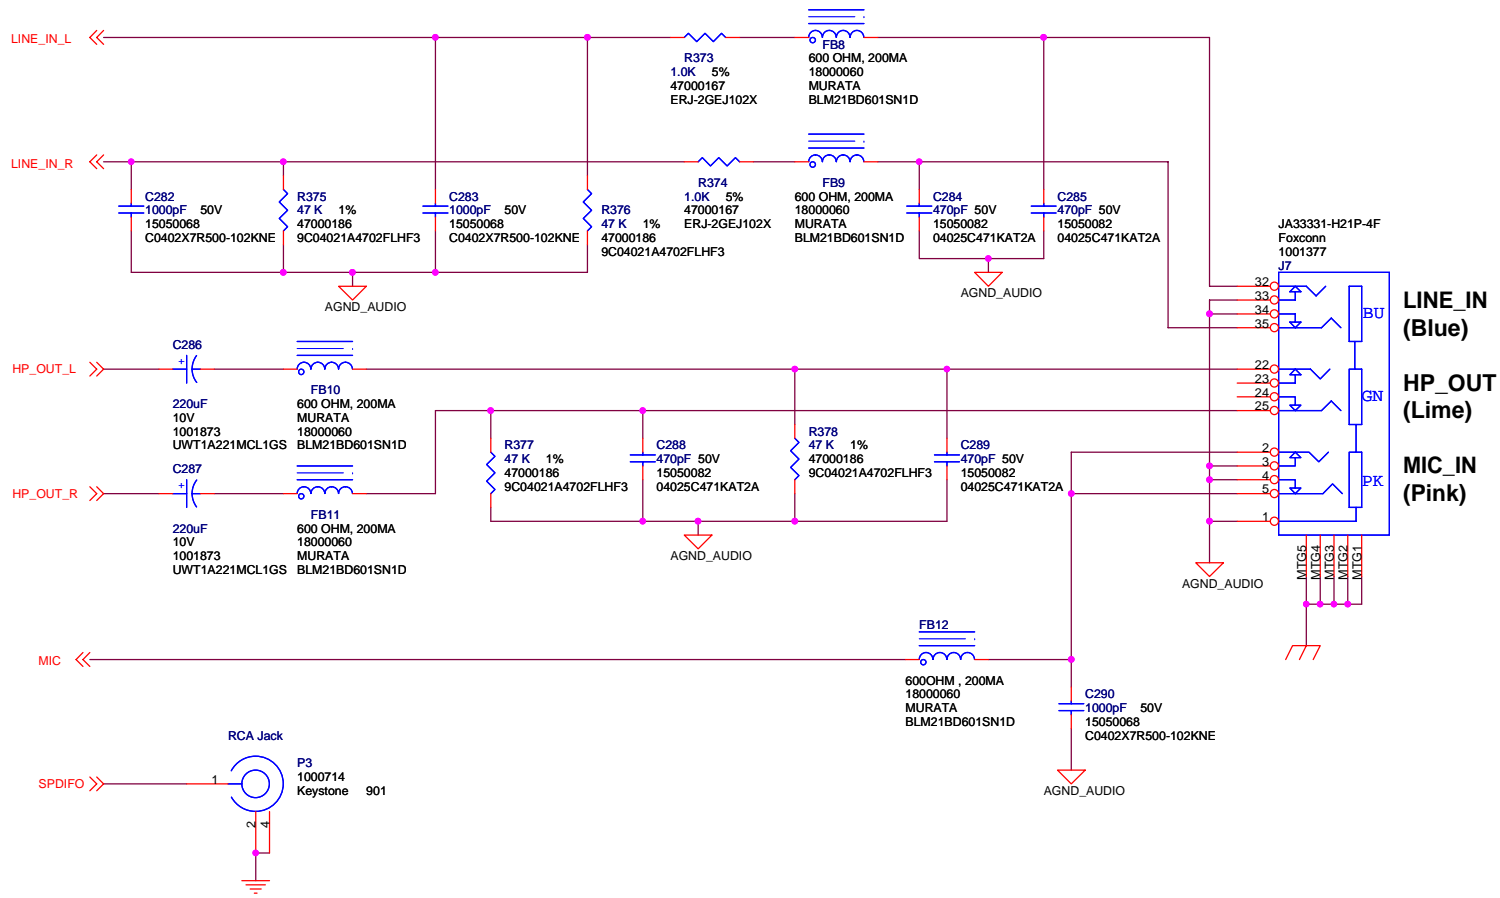 LINE_IN_L
R373
1.0K 5%
47000167
ERJ-2GEJ102X
FB8
600 OHM, 200MA
18000060
MURATA
BLM21BD601SN1D
LINE_IN_R
C282
1000pF 50V
15050068
C0402X7R500-102KNE
R375
47 K 1%
47000186
9C04021A4702FLHF3
C283
1000pF 50V
15050068
C0402X7R500-102KNE
R376
47 K 1%
47000186
9C04021A4702FLHF3
R374
1.0K 5%
47000167
ERJ-2GEJ102X
FB9
600 OHM, 200MA
18000060
MURATA
BLM21BD601SN1D
C284
470pF 50V
15050082
04025C471KAT2A
C285
470pF 50V
15050082
04025C471KAT2A
AGND_AUDIO
AGND_AUDIO
JA33331-H21P-4F
Foxconn
1001377
J7
32
33
34
35
BU
LINE_IN
(Blue)
22
23
24
25
GN
HP_OUT
(Lime)
2
3
4
5
PK
MIC_IN
(Pink)
1
MTG5
MTG4
MTG3
MTG2
MTG1
AGND_AUDIO
HP_OUT_L
C286
220uF
10V
1001873
UWT1A221MCL1GS
FB10
600 OHM, 200MA
MURATA
18000060
BLM21BD601SN1D
HP_OUT_R
C287
220uF
10V
1001873
UWT1A221MCL1GS
FB11
600 OHM, 200MA
18000060
MURATA
BLM21BD601SN1D
R377
47 K 1%
47000186
9C04021A4702FLHF3
C288
470pF 50V
15050082
04025C471KAT2A
R378
47 K 1%
47000186
9C04021A4702FLHF3
C289
470pF 50V
15050082
04025C471KAT2A
AGND_AUDIO
MIC
FB12
600OHM , 200MA
18000060
MURATA
BLM21BD601SN1D
C290
1000pF 50V
15050068
C0402X7R500-102KNE
AGND_AUDIO
RCA Jack
SPDIFO
1
P3
1000714
Keystone 901
2
4